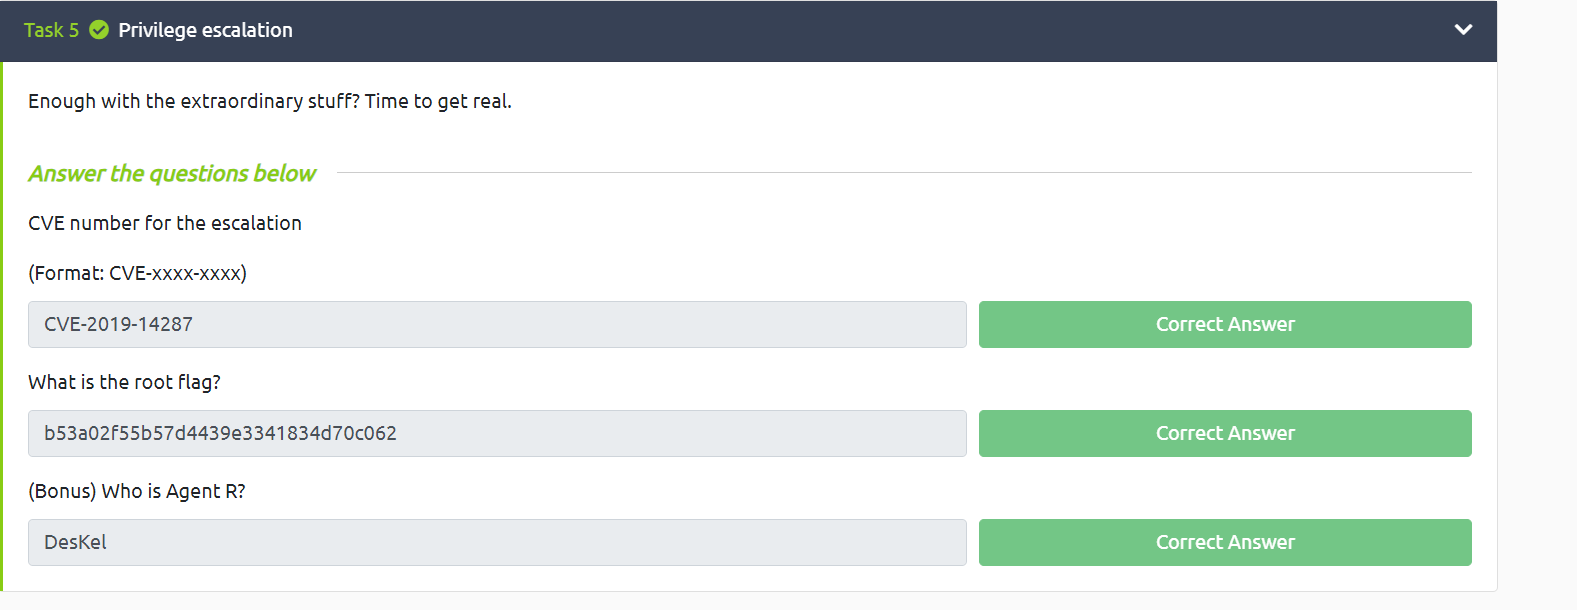 Task 5 Privilege escalation
Enough with the extraordinary stuff? Time to get real.
Answer the questions below
CVE number for the escalation
(Format: CVE-xxxx-xxxx)
CVE-2019-14287 Correct Answer
What is the root flag?
b53a02f55b57d4439e3341834d70c062 Correct Answer
(Bonus) Who is Agent R?
DesKel Correct Answer